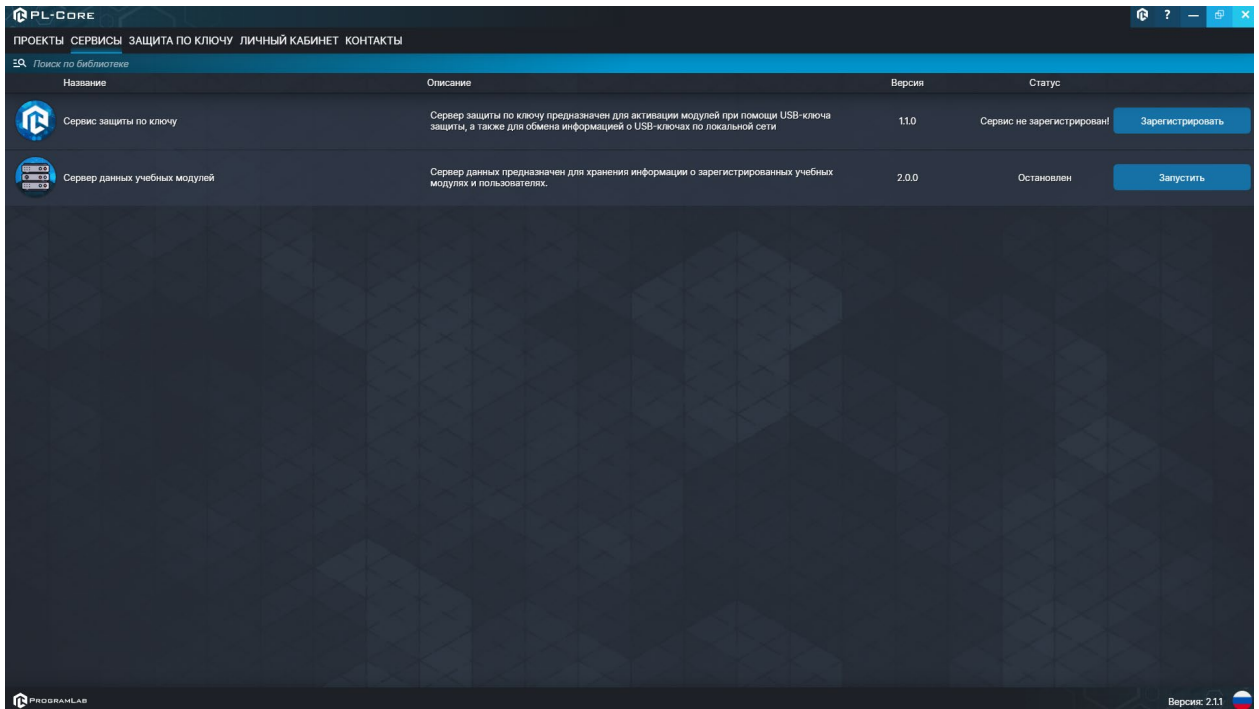 PL-CORE
?
ПРОЕКТЫ СЕРВИСЫ ЗАЩИТА ПО КЛЮЧУ ЛИЧНЫЙ КАБИНЕТ КОНТАКТЫ
Поиск по библиотеке
Название Описание Версия Статус
Сервис защиты по ключу
Сервер защиты по ключу предназначен для активации модулей при помощи USB-ключа
защиты, а также для обмена информацией о USB-ключах по локальной сети
1.1.0 Сервис не зарегистрирован! Зарегистрировать
Сервер данных учебных модулей
Сервер данных предназначен для хранения информации о зарегистрированных учебных
модулях и пользователях.
2.0.0 Остановлен Запустить
PROGRAMLAB
Версия: 2.1.1